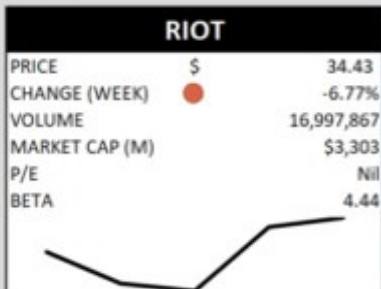 RIOT
PRICE $ 34.43
CHANGE (WEEK) -6.77%
VOLUME 16,997,867
MARKET CAP (M) $3,303
P/E Nil
BETA 4.44